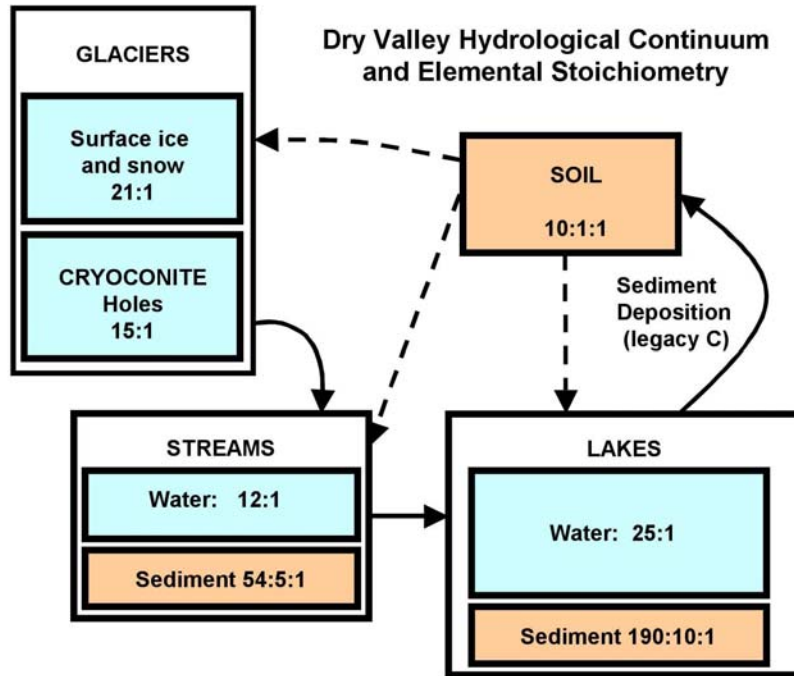 Dry Valley Hydrological Continuum
and Elemental Stoichiometry
GLACIERS
Surface ice
and snow
21:1
CRYOCONITE
Holes
15:1
SOIL
10:1:1
Sediment
Deposition
(legacy C)
STREAMS
Water: 12:1
Sediment 54:5:1
LAKES
Water: 25:1
Sediment 190:10:1